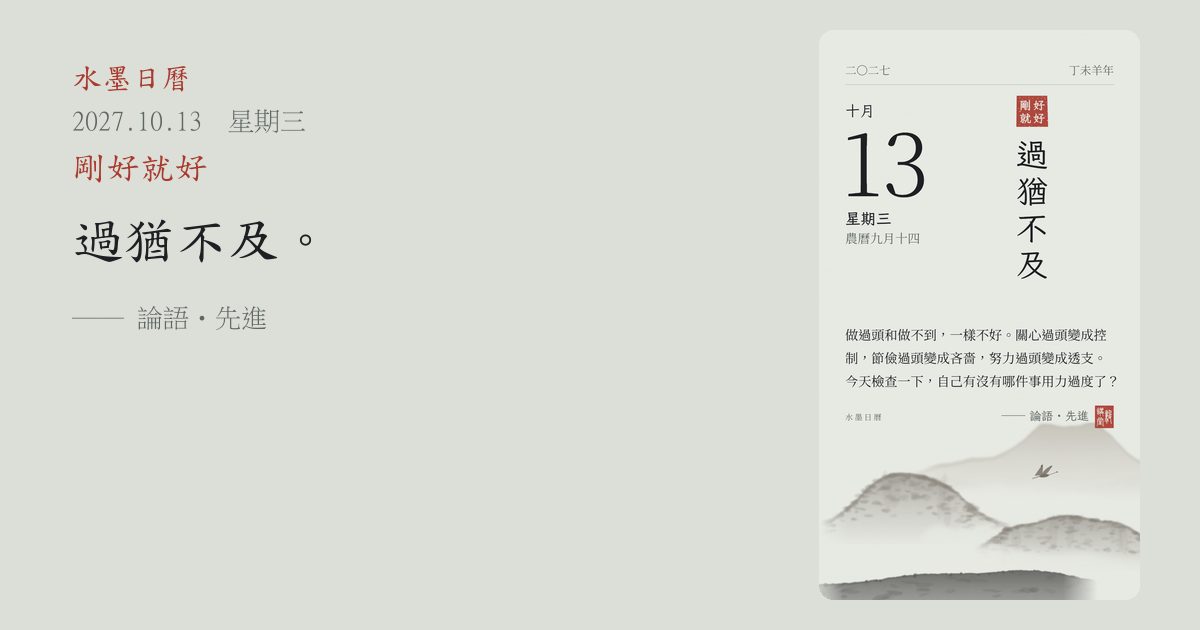 水墨日曆
2027.10.13 星期三
剛好就好
過猶不及。
—— 論語・先進
二〇二七
丁未羊年
十月
13
星期三
農曆九月十四
剛好
就好
過猶不及
做過頭和做不到，一樣不好。關心過頭變成控
制，節儉過頭變成吝嗇，努力過頭變成透支。
今天檢查一下，自己有沒有哪件事用力過度了？
水墨日曆
—— 論語・先進